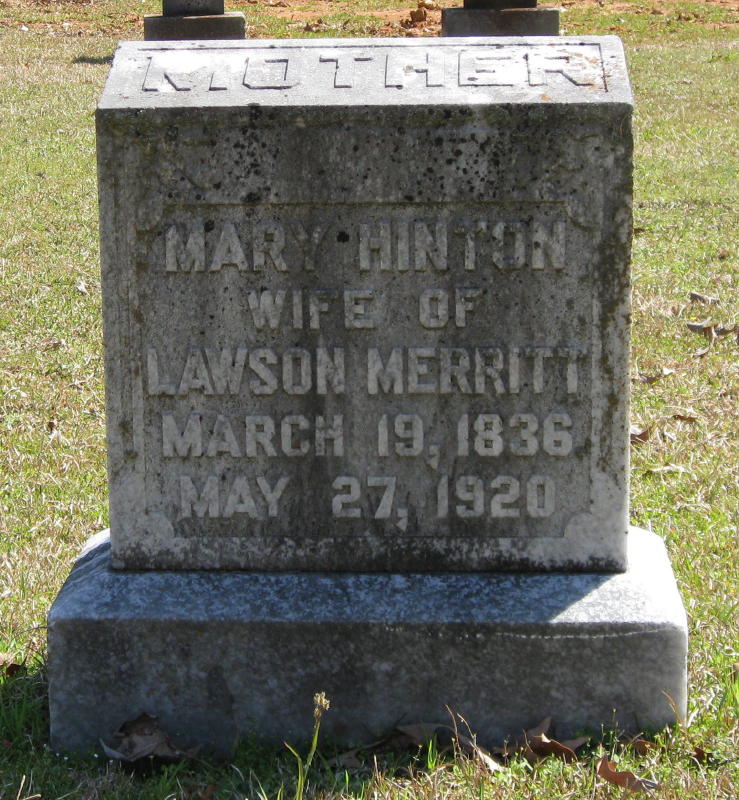 MOTHER
MARY HINTON
WIFE OF
LAWSON MERRITT
MARCH 19, 1836
MAY 27, 1920